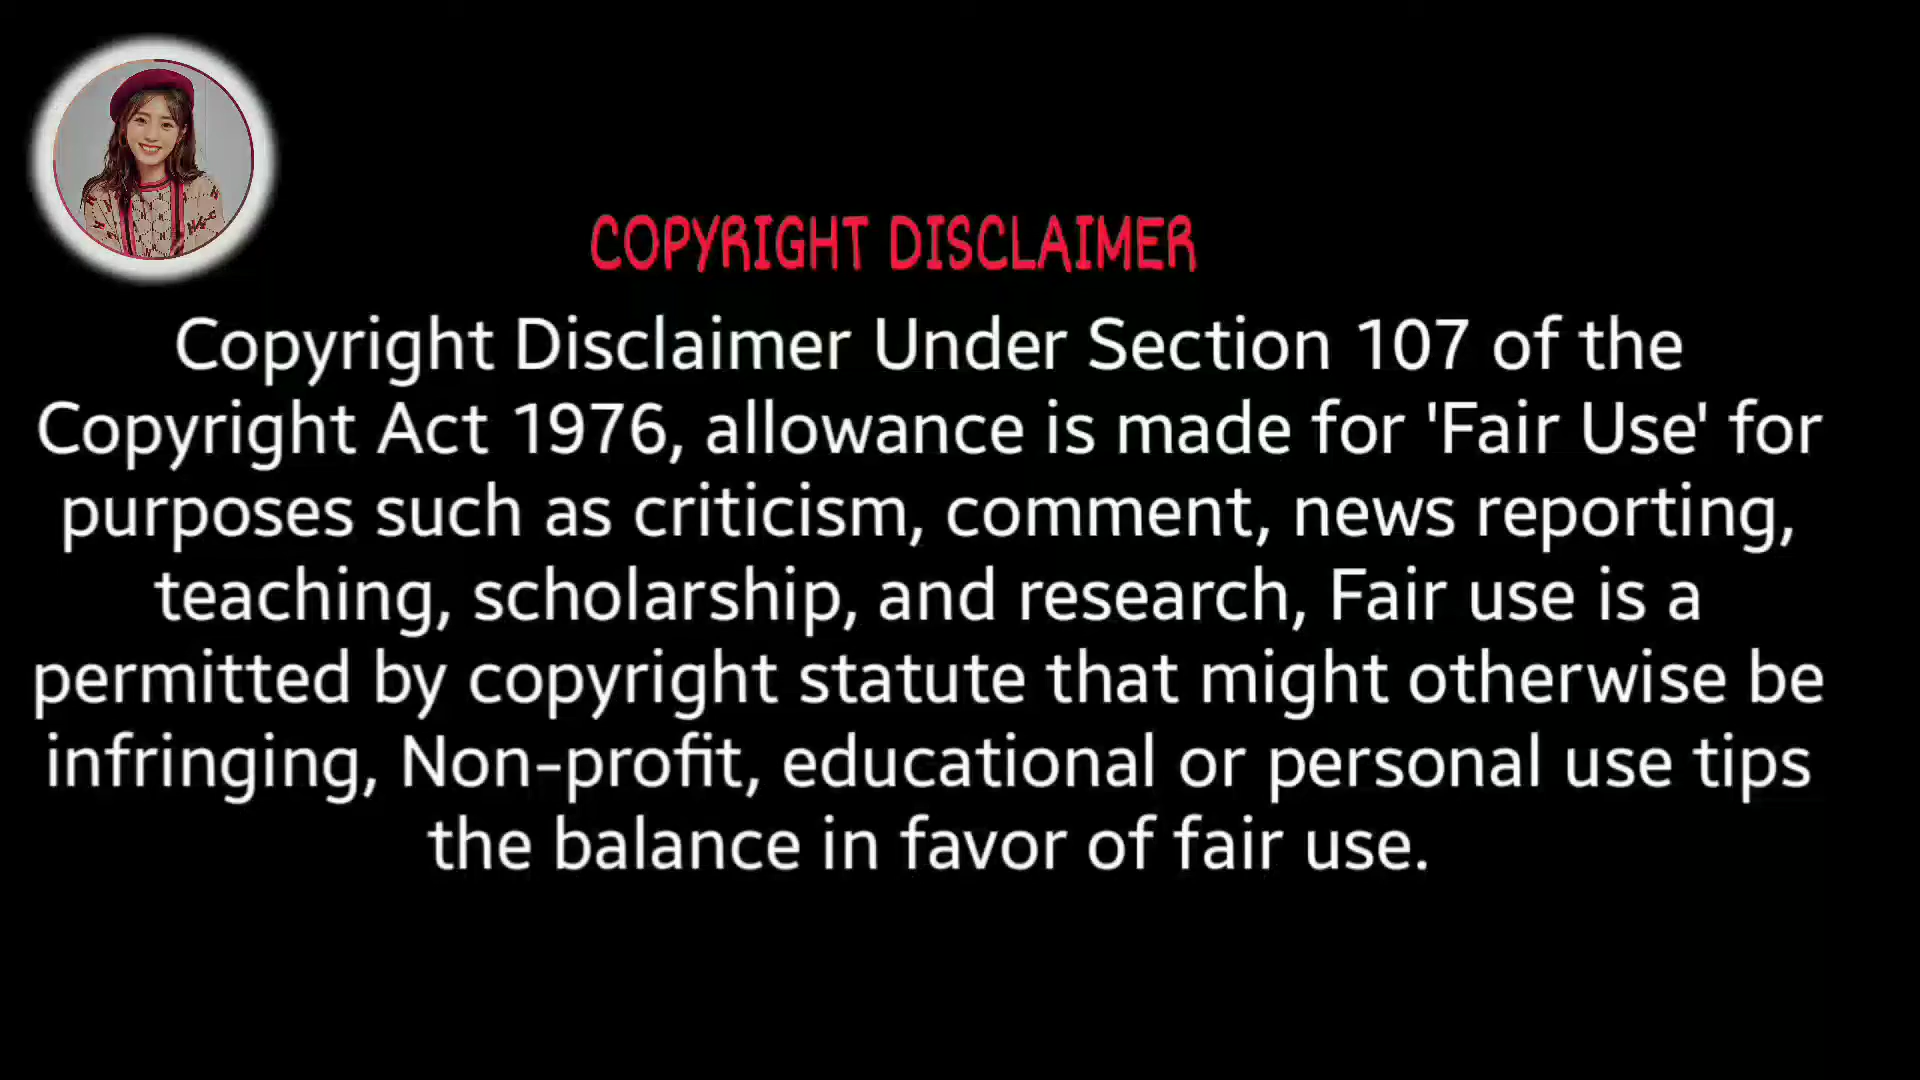 COPYRIGHT DISCLAIMER
Copyright Disclaimer Under Section 107 of the
Copyright Act 1976, allowance is made for 'Fair Use' for
purposes such as criticism, comment, news reporting,
teaching, scholarship, and research, Fair use is a
permitted by copyright statute that might otherwise be
infringing, Non-profit, educational or personal use tips
the balance in favor of fair use.